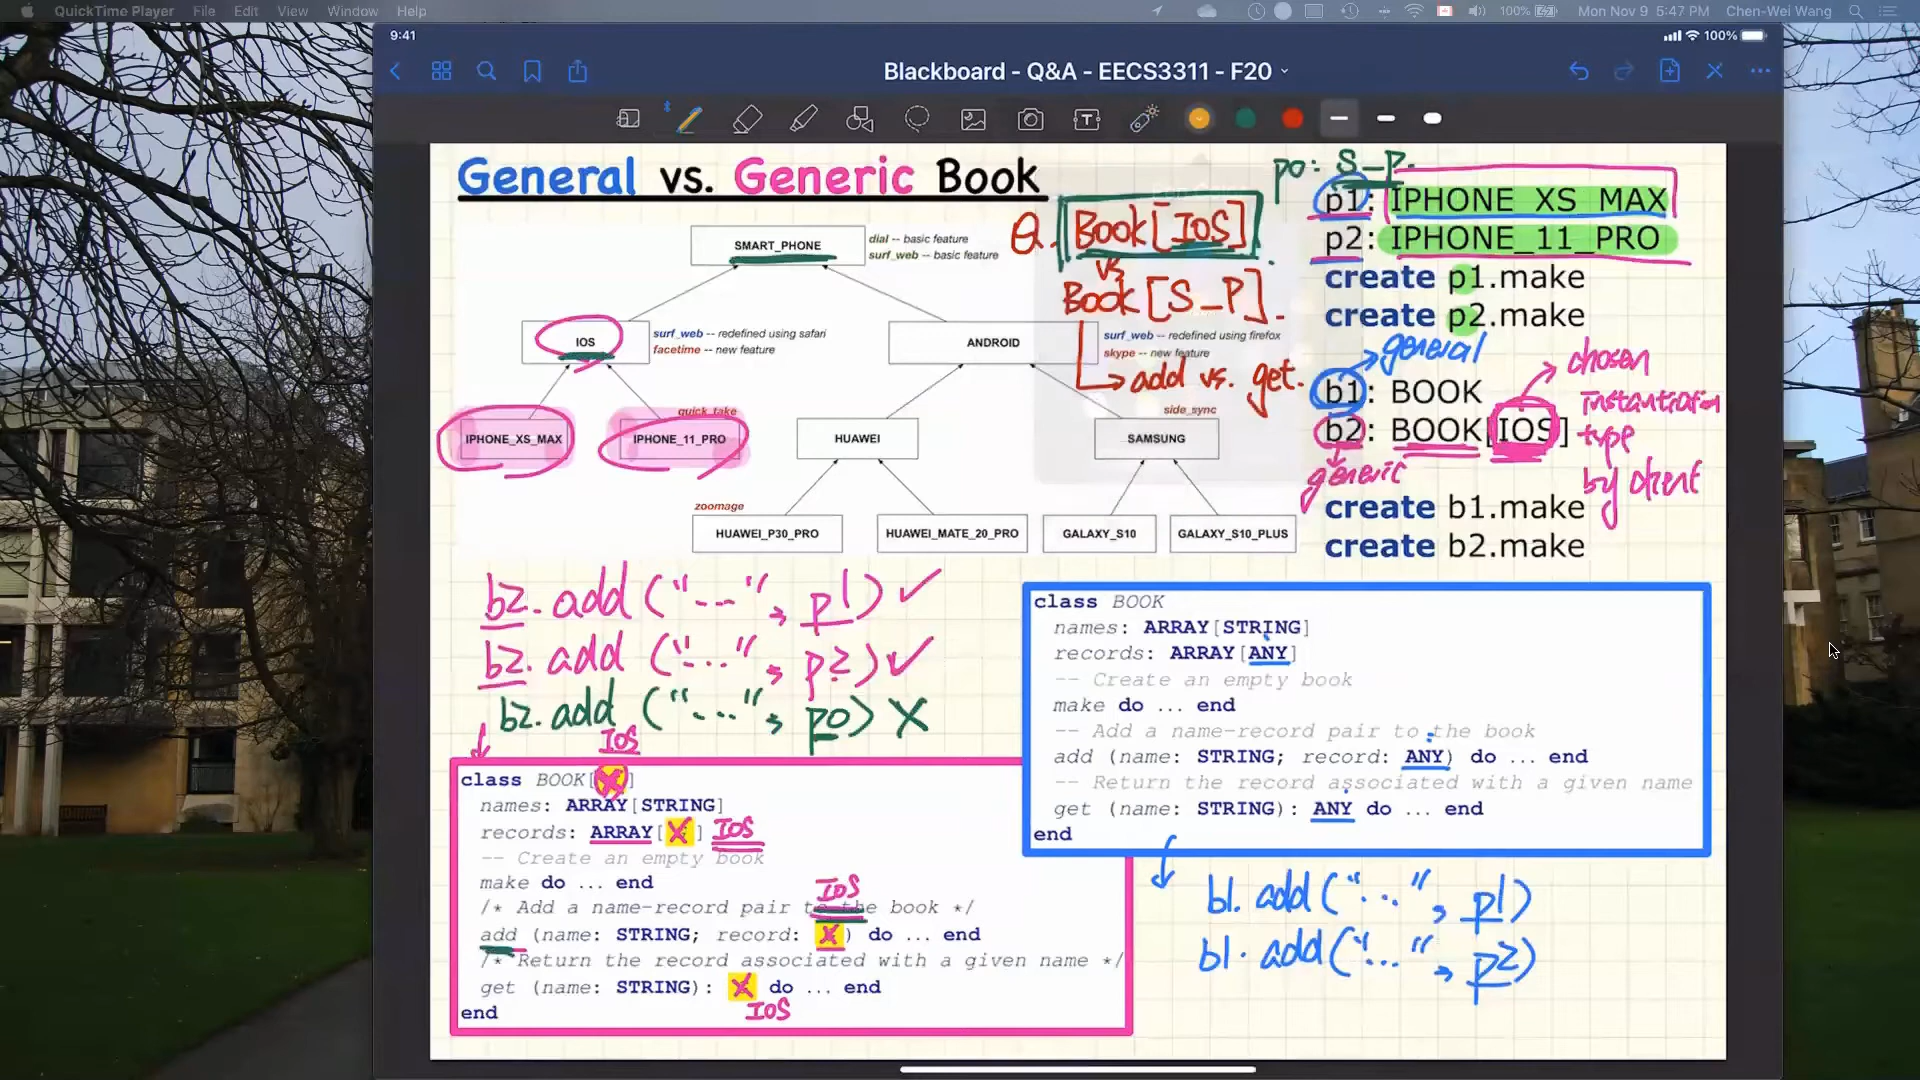 QuickTime Player File Edit View Window Help 100% Mon Nov 9 5:47 PM Chen-Wei Wang
9:41 100%
Blackboard - Q&A - EECS3311 - F20
General vs. Generic Book
p0: S_P.
p1: IPHONE_XS_MAX
p2: IPHONE_11_PRO
create p1.make
create p2.make
general
b1: BOOK
b2: BOOK[IOS]
generic
chosen
instantiation
type
by client
create b1.make
create b2.make
Q. Book[IOS]
vs
Book[S_P].
add vs. get.
SMART_PHONE
dial -- basic feature
surf_web -- basic feature
IOS
surf_web -- redefined using safari
facetime -- new feature
ANDROID
surf_web -- redefined using firefox
skype -- new feature
quick_take
side_sync
IPHONE_XS_MAX
IPHONE_11_PRO
HUAWEI
SAMSUNG
zoomage
HUAWEI_P30_PRO
HUAWEI_MATE_20_PRO
GALAXY_S10
GALAXY_S10_PLUS
b2. add ("---", p1) ✓
b2. add ("...", p2) ✓
b2. add ("...", p0) X
IOS
class BOOK[X]
names: ARRAY[STRING]
records: ARRAY[X] IOS
-- Create an empty book
make do ... end
IOS
/* Add a name-record pair to the book */
add (name: STRING; record: X) do ... end
/* Return the record associated with a given name */
get (name: STRING): X do ... end
IOS
end
class BOOK
names: ARRAY[STRING]
records: ARRAY[ANY]
-- Create an empty book
make do ... end
-- Add a name-record pair to the book
add (name: STRING; record: ANY) do ... end
-- Return the record associated with a given name
get (name: STRING): ANY do ... end
end
b1. add ("...", p1)
b1. add ("...", p2)